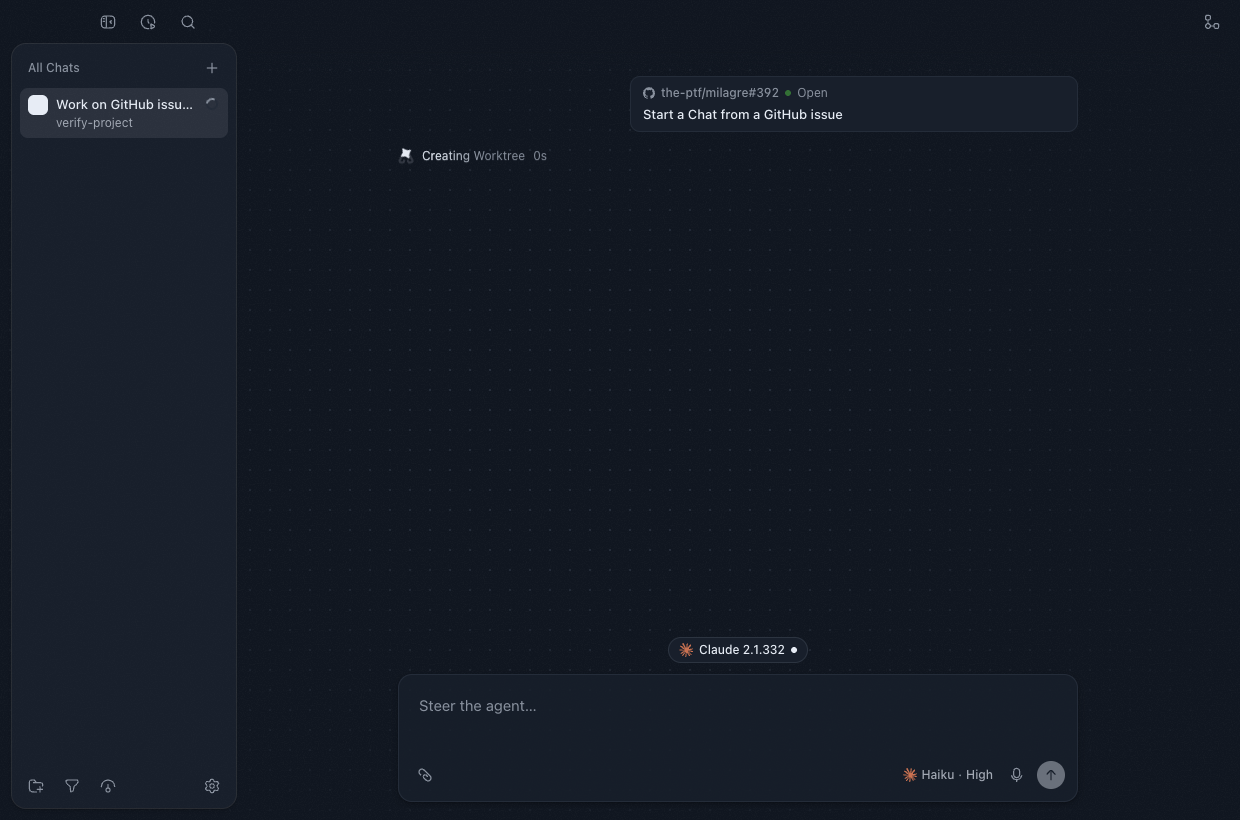 All Chats
Work on GitHub issu...
verify-project
the-ptf/milagre#392 Open
Start a Chat from a GitHub issue
Creating Worktree 0s
Claude 2.1.332
Steer the agent...
Haiku · High